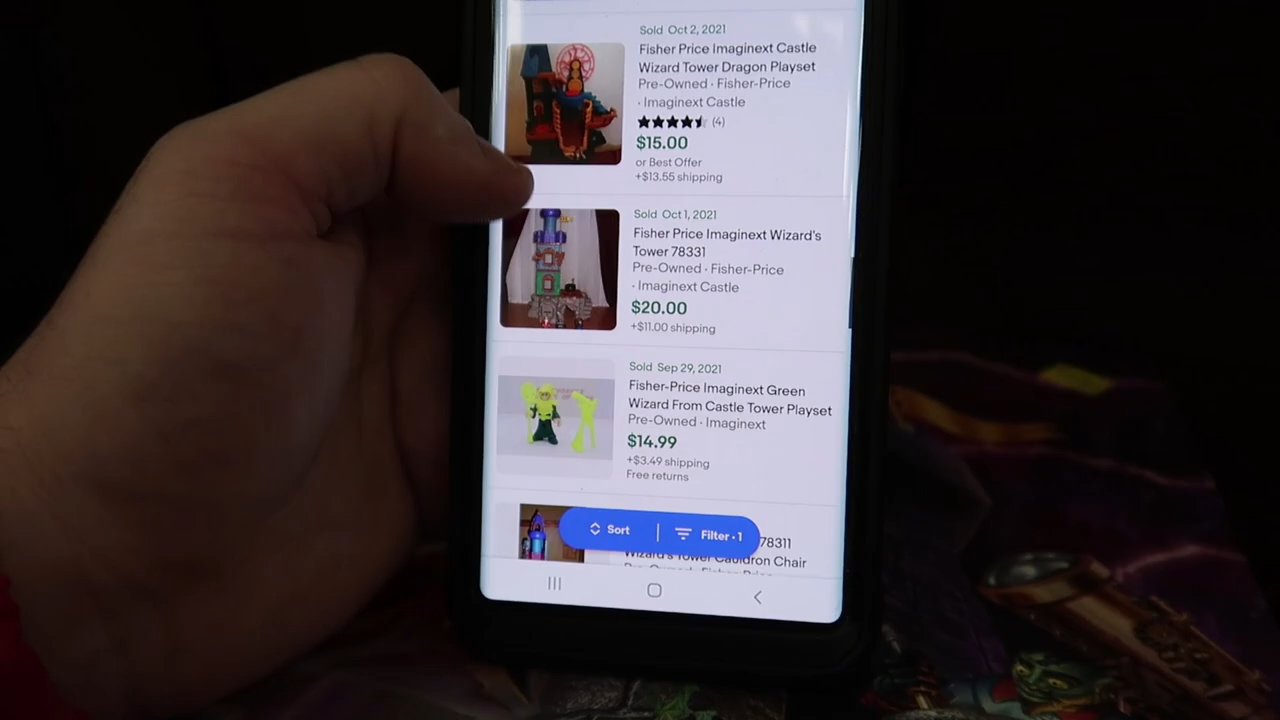 Sold Oct 2, 2021
Fisher Price Imaginext Castle
Wizard Tower Dragon Playset
Pre-Owned · Fisher-Price
· Imaginext Castle
(4)
$15.00
or Best Offer
+$13.55 shipping
Sold Oct 1, 2021
Fisher Price Imaginext Wizard's
Tower 78331
Pre-Owned · Fisher-Price
· Imaginext Castle
$20.00
+$11.00 shipping
Sold Sep 29, 2021
Fisher-Price Imaginext Green
Wizard From Castle Tower Playset
Pre-Owned · Imaginext
$14.99
+$3.49 shipping
Free returns
Sort
Filter · 1
78311
Wizard's Tower Cauldron Chair